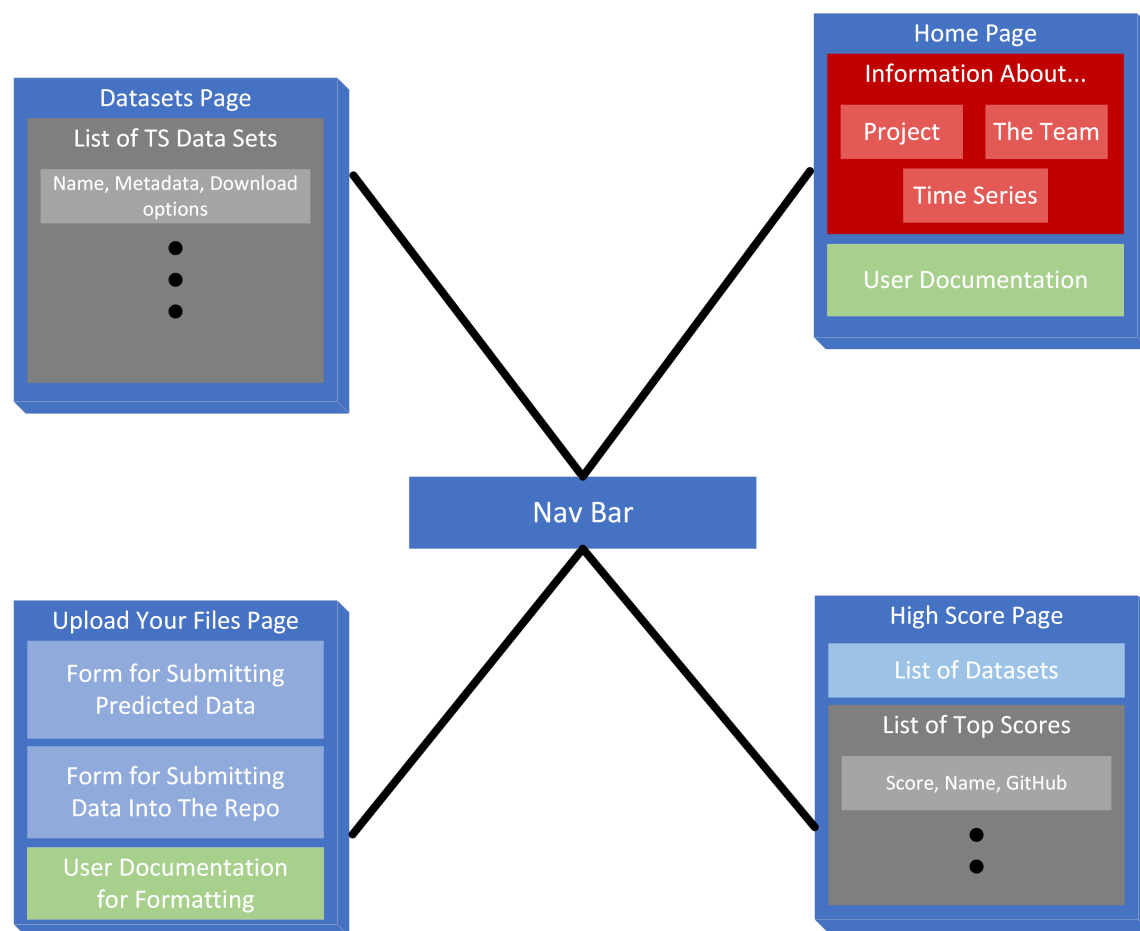 Datasets Page
List of TS Data Sets
Name, Metadata, Download
options
Home Page
Information About...
Project
The Team
Time Series
User Documentation
Nav Bar
Upload Your Files Page
Form for Submitting
Predicted Data
Form for Submitting
Data Into The Repo
User Documentation
for Formatting
High Score Page
List of Datasets
List of Top Scores
Score, Name, GitHub